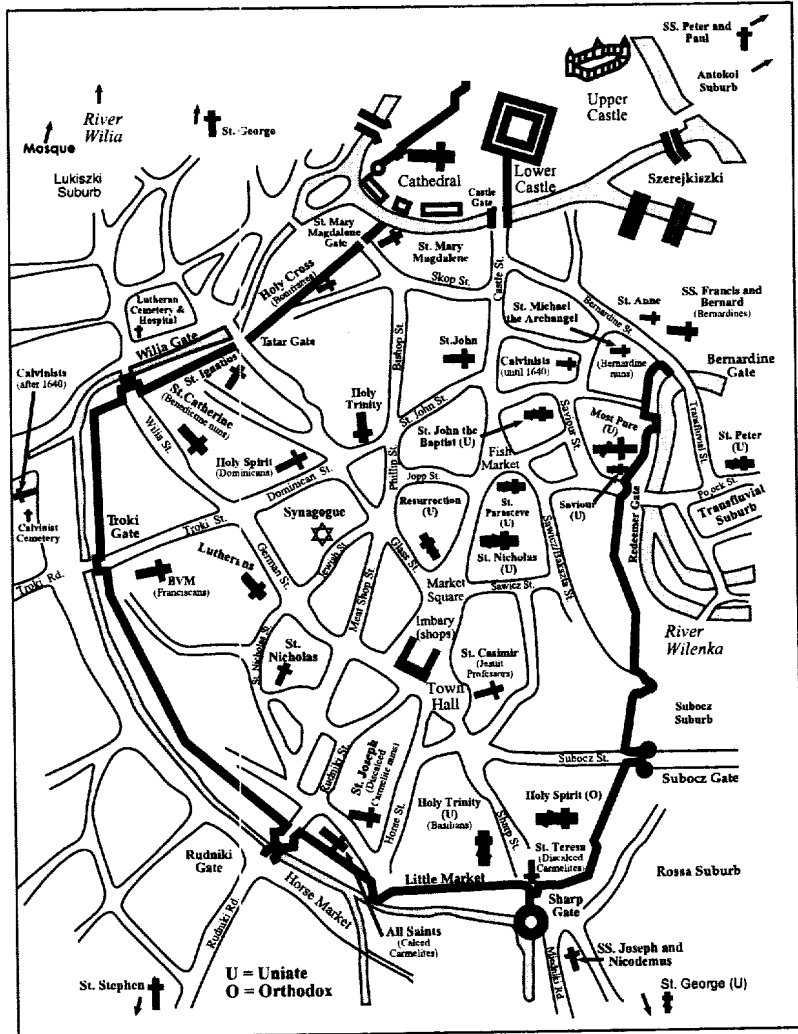 SS. Peter and
Paul
Antokol
Suburb
Upper
Castle
River
Wilia
Mosque
St. George
Lukiszki
Suburb
Cathedral
Lower
Castle
Castle
Gate
Szerejkiszki
St. Mary
Magdalene
Gate
St. Mary
Magdalene
Skop St.
Castle St.
Holy Cross
(Bonifratres)
Lutheran
Cemetery &
Hospital
Wilia Gate
Tatar Gate
Bishop St.
St. John
St. Michael
the Archangel
Bernardine St.
St. Anne
SS. Francis and
Bernard
(Bernardines)
Calvinists
(until 1640)
(Bernardine
nuns)
Bernardine
Gate
Calvinists
(after 1640)
St. Ignatios
St. Catherine
(Benedictine nuns)
Wilia St.
Holy
Trinity
St. John St.
St. John the
Baptist (U)
Fish
Market
Saviour St.
Most Pure
(U)
Transfluvial St.
St. Peter
(U)
Holy Spirit
(Dominicans)
Dominican St.
Philip St.
Jopp St.
Saviour
(U)
Redeemer Gate
Transfluvial
Suburb
Calvinist
Cemetery
Troki
Gate
Troki St.
Troki Rd.
Synagogue
Resurrection
(U)
St.
Parasceve (U)
St. Nicholas
(U)
Lutherans
BVM
(Franciscans)
German St.
Meat Shop St.
Glass St.
Market
Square
Sawicz St.
River
Wilenka
St. Nicholas St.
St.
Nicholas
Imbary
(shops)
Town
Hall
St. Casimir
(Jesuit
Professors)
Subocz
Suburb
Subocz St.
Subocz Gate
Rudniki St.
St. Joseph
(Discalced
Carmelite nuns)
Horse St.
Holy Trinity
(U)
(Basilians)
Sharp St.
Holy Spirit (O)
St. Teresa
(Discalced
Carmelites)
Rossa Suburb
Rudniki
Gate
Rudniki Rd.
Horse Market
Little Market
Sharp
Gate
All Saints
(Calced
Carmelites)
SS. Joseph and
Nicodemus
St. Stephen
U = Uniate
O = Orthodox
St. George (U)